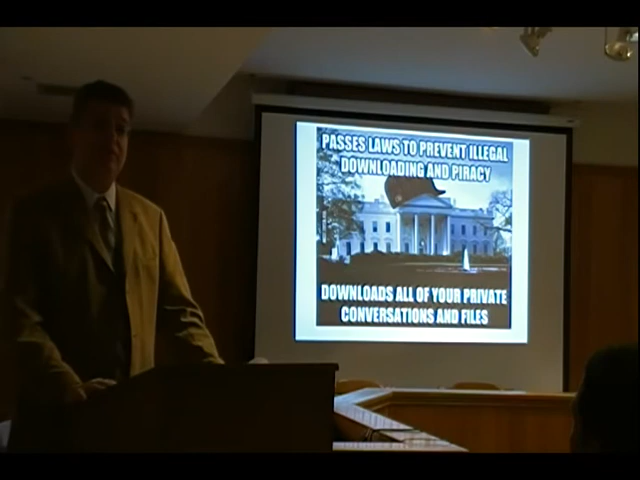 PASSES LAWS TO PREVENT ILLEGAL
DOWNLOADING AND PIRACY
DOWNLOADS ALL OF YOUR PRIVATE
CONVERSATIONS AND FILES